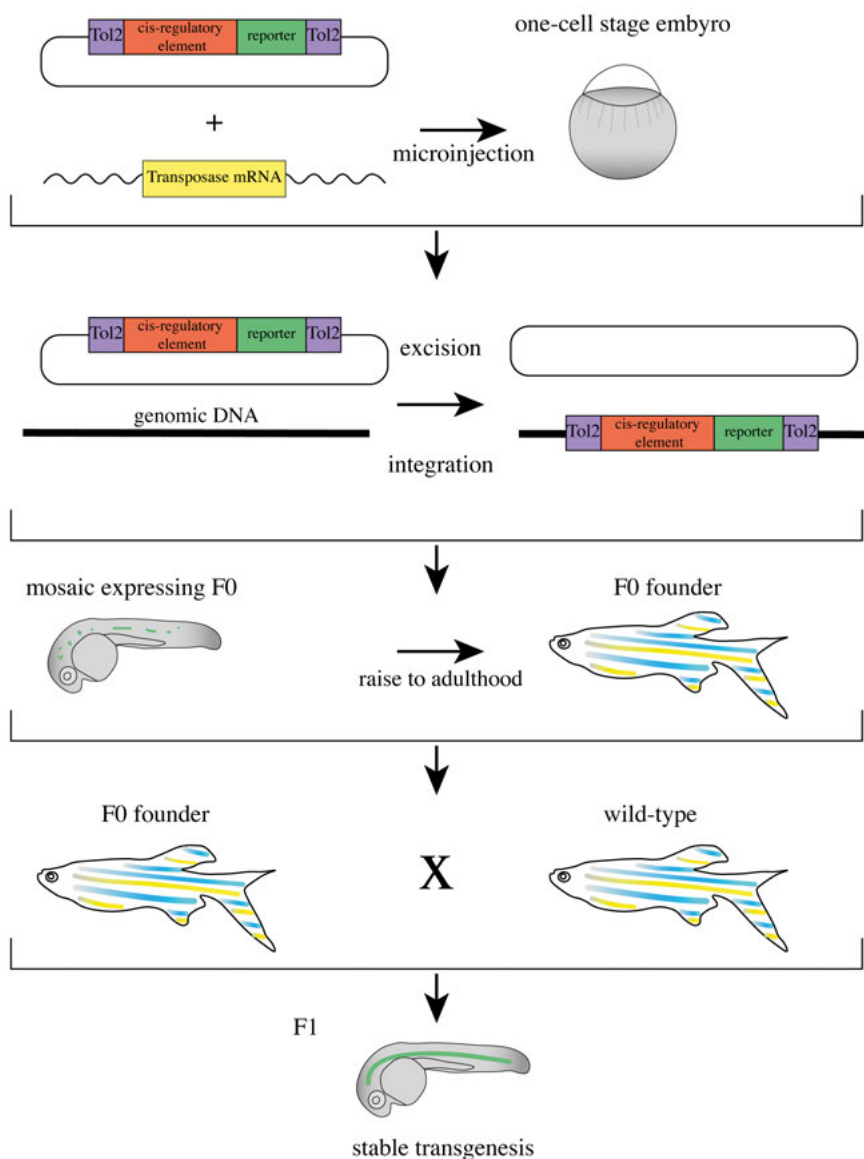 Tol2 cis-regulatory element reporter Tol2
one-cell stage embyro
+
microinjection
Transposase mRNA
Tol2 cis-regulatory element reporter Tol2
excision
genomic DNA
integration
Tol2 cis-regulatory element reporter Tol2
mosaic expressing F0
F0 founder
raise to adulthood
F0 founder
X
wild-type
F1
stable transgenesis